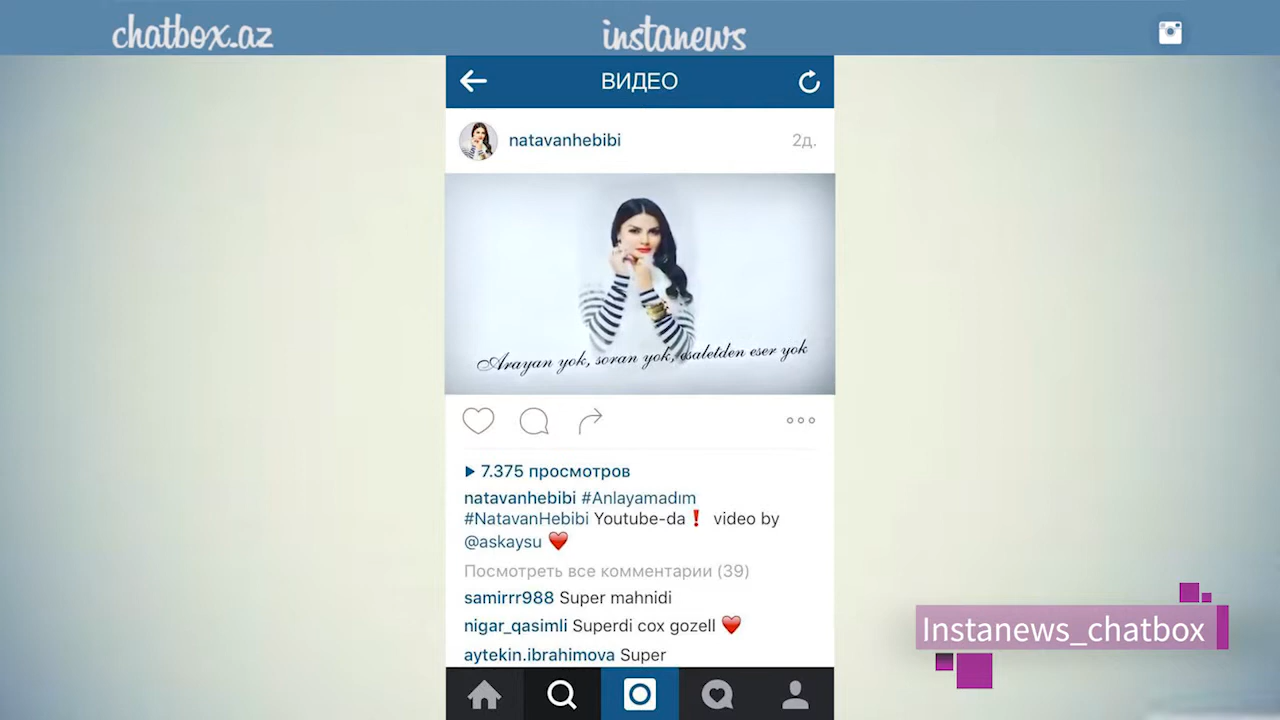 chatbox.az
instanews
ВИДЕО
natavanhebibi
2д.
Arayan yok, soran yok, esaletden eser yok
7.375 просмотров
natavanhebibi #Anlayamadım
#NatavanHebibi Youtube-da❗ video by
@askaysu ❤️
Посмотреть все комментарии (39)
samirrr988 Super mahnidi
nigar_qasimli Superdi cox gozell ❤️
aytekin.ibrahimova Super
Instanews_chatbox